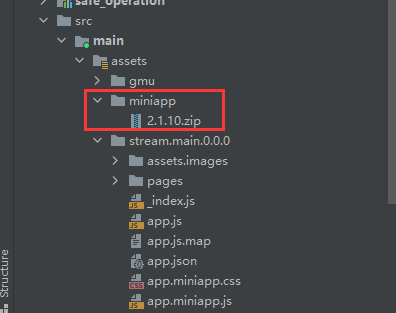 safe_operation
src
main
assets
gmu
miniapp
2.1.10.zip
stream.main.0.0.0
assets.images
pages
_index.js
app.js
app.js.map
app.json
app.miniapp.css
app.miniapp.js
Structure